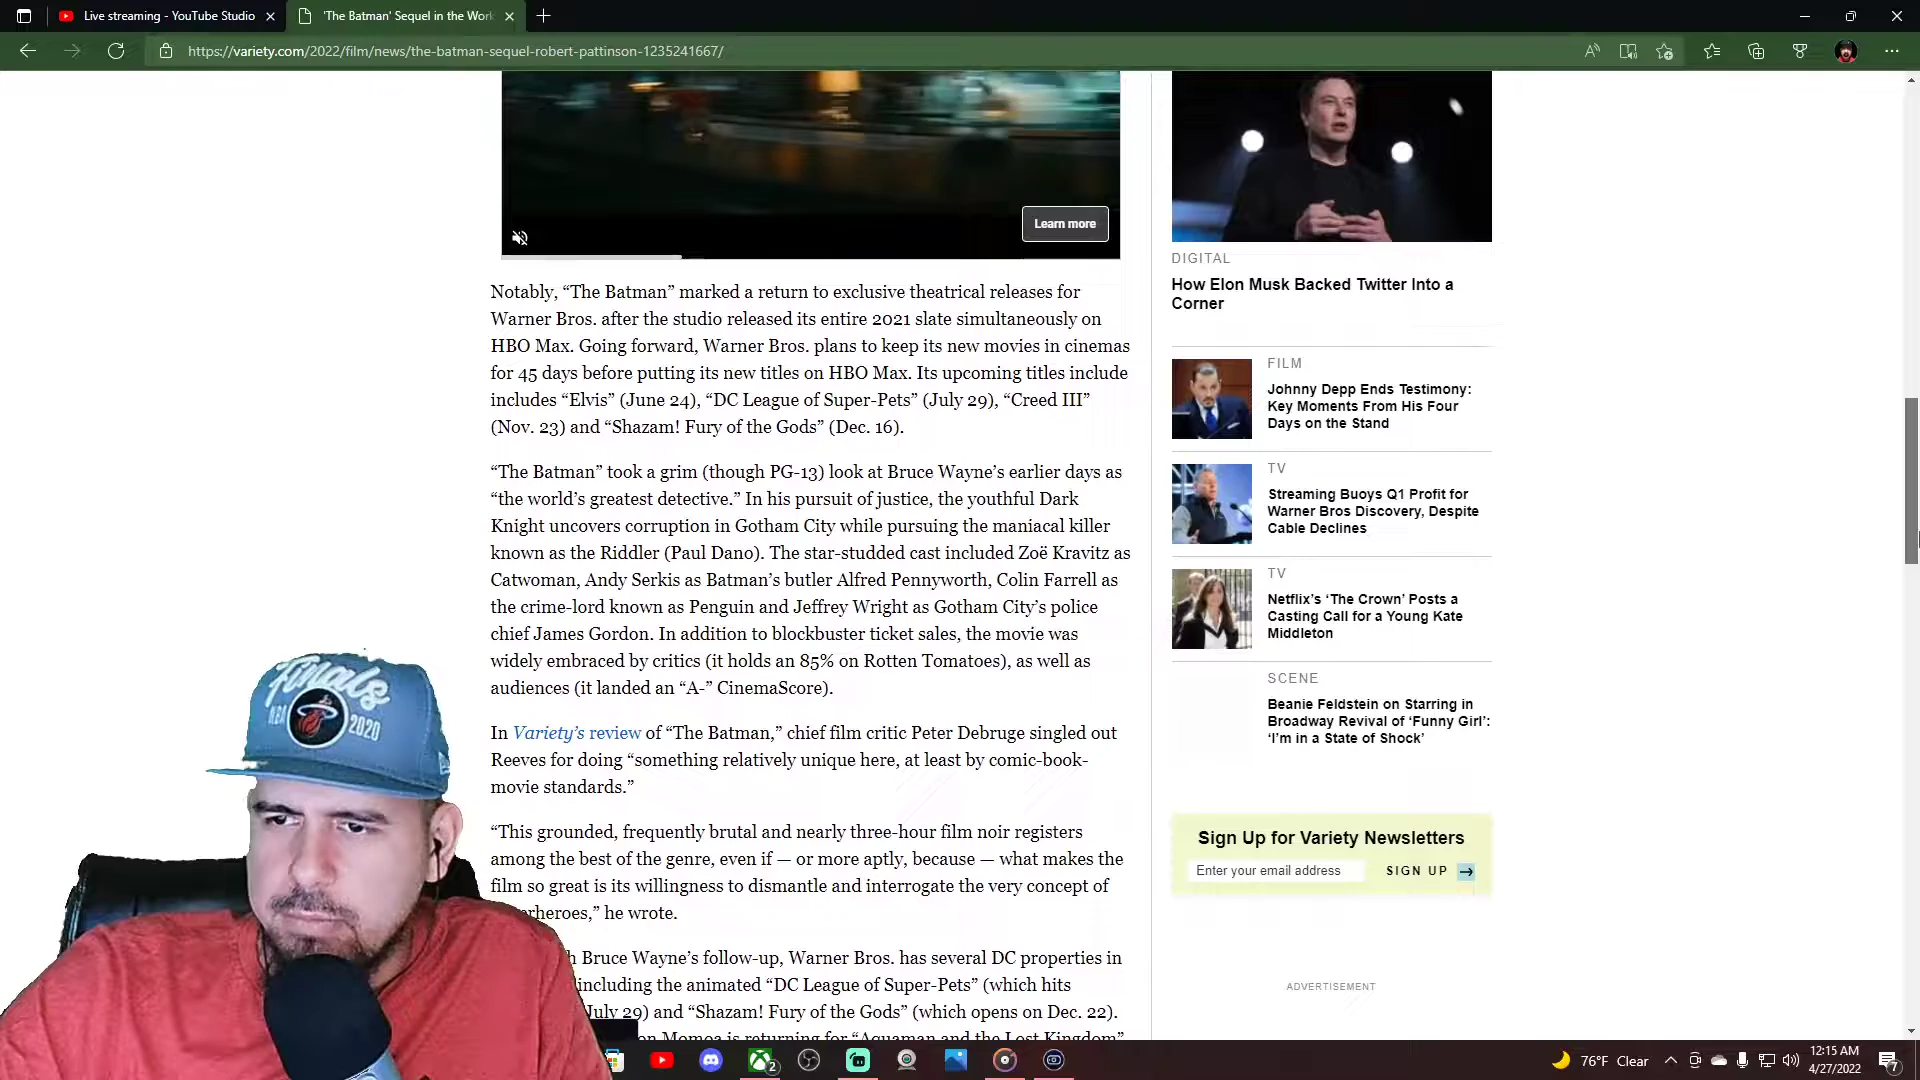 Live streaming - YouTube Studio
'The Batman' Sequel in the Work
https://variety.com/2022/film/news/the-batman-sequel-robert-pattinson-1235241667/
Learn more
Notably, “The Batman” marked a return to exclusive theatrical releases for
Warner Bros. after the studio released its entire 2021 slate simultaneously on
HBO Max. Going forward, Warner Bros. plans to keep its new movies in cinemas
for 45 days before putting its new titles on HBO Max. Its upcoming titles include
includes “Elvis” (June 24), “DC League of Super-Pets” (July 29), “Creed III”
(Nov. 23) and “Shazam! Fury of the Gods” (Dec. 16).
“The Batman” took a grim (though PG-13) look at Bruce Wayne’s earlier days as
“the world’s greatest detective.” In his pursuit of justice, the youthful Dark
Knight uncovers corruption in Gotham City while pursuing the maniacal killer
known as the Riddler (Paul Dano). The star-studded cast included Zoë Kravitz as
Catwoman, Andy Serkis as Batman’s butler Alfred Pennyworth, Colin Farrell as
the crime-lord known as Penguin and Jeffrey Wright as Gotham City’s police
chief James Gordon. In addition to blockbuster ticket sales, the movie was
widely embraced by critics (it holds an 85% on Rotten Tomatoes), as well as
audiences (it landed an “A-” CinemaScore).
In Variety’s review of “The Batman,” chief film critic Peter Debruge singled out
Reeves for doing “something relatively unique here, at least by comic-book-
movie standards.”
“This grounded, frequently brutal and nearly three-hour film noir registers
among the best of the genre, even if — or more aptly, because — what makes the
film so great is its willingness to dismantle and interrogate the very concept of
erheroes,” he wrote.
h Bruce Wayne’s follow-up, Warner Bros. has several DC properties in
including the animated “DC League of Super-Pets” (which hits
July 29) and “Shazam! Fury of the Gods” (which opens on Dec. 22).
on Momoa is returning for “Aquaman and the Lost Kingdom”
DIGITAL
How Elon Musk Backed Twitter Into a
Corner
FILM
Johnny Depp Ends Testimony:
Key Moments From His Four
Days on the Stand
TV
Streaming Buoys Q1 Profit for
Warner Bros Discovery, Despite
Cable Declines
TV
Netflix’s ‘The Crown’ Posts a
Casting Call for a Young Kate
Middleton
SCENE
Beanie Feldstein on Starring in
Broadway Revival of ‘Funny Girl’:
‘I’m in a State of Shock’
Sign Up for Variety Newsletters
Enter your email address SIGN UP
ADVERTISEMENT
Finals
NBA 2020
2
76°F Clear
12:15 AM
4/27/2022
7